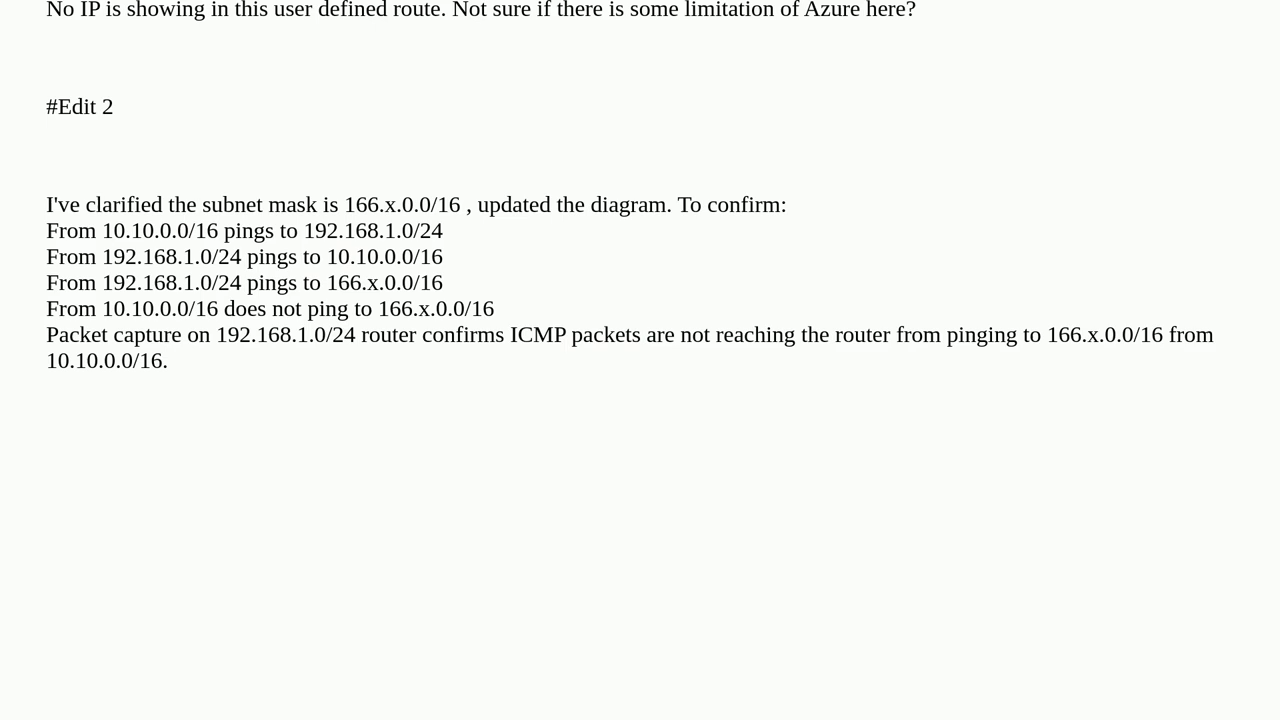 No IP is showing in this user defined route. Not sure if there is some limitation of Azure here?
#Edit 2
I've clarified the subnet mask is 166.x.0.0/16 , updated the diagram. To confirm:
From 10.10.0.0/16 pings to 192.168.1.0/24
From 192.168.1.0/24 pings to 10.10.0.0/16
From 192.168.1.0/24 pings to 166.x.0.0/16
From 10.10.0.0/16 does not ping to 166.x.0.0/16
Packet capture on 192.168.1.0/24 router confirms ICMP packets are not reaching the router from pinging to 166.x.0.0/16 from
10.10.0.0/16.